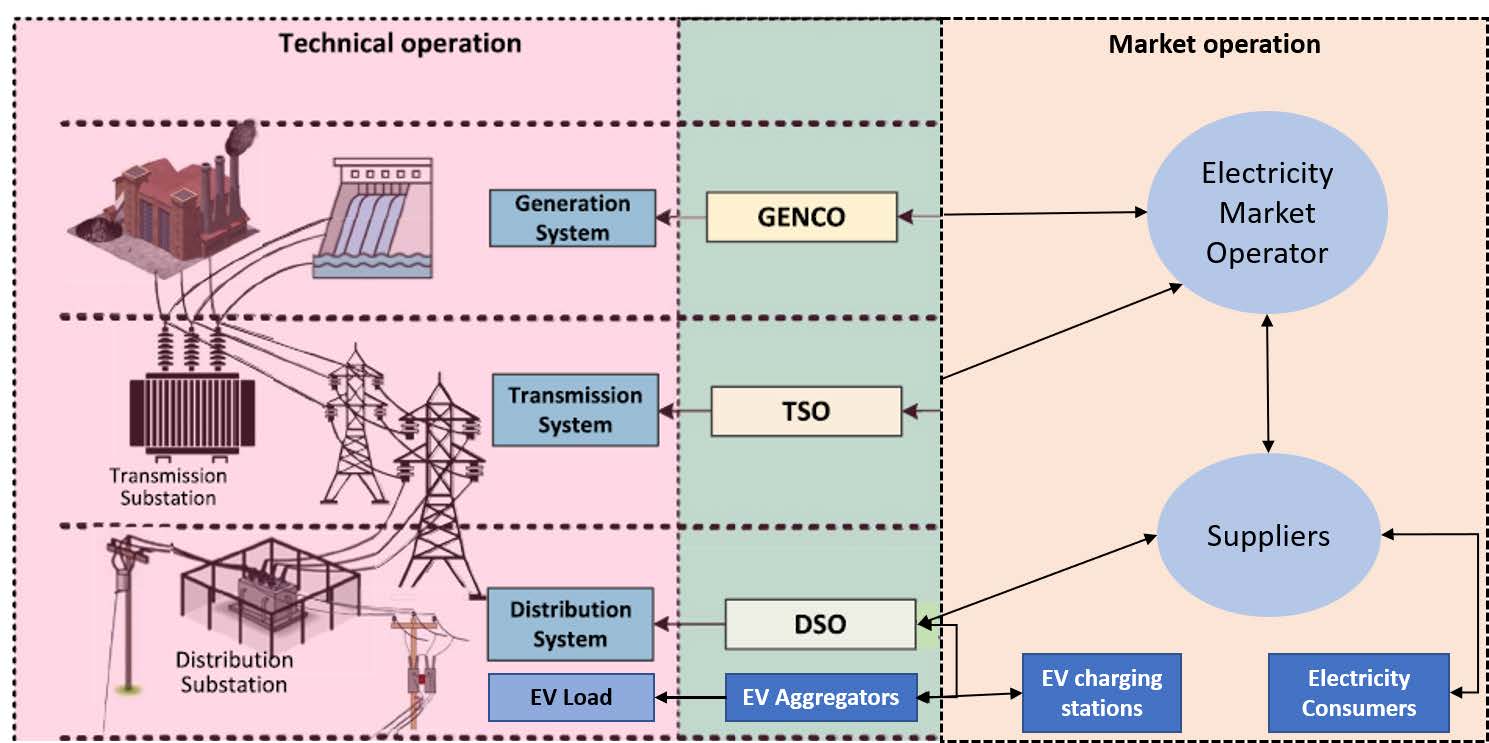 Technical operation
Market operation
Generation
System
GENCO
Electricity
Market
Operator
Transmission
System
TSO
Transmission
Substation
Suppliers
Distribution
System
DSO
Distribution
Substation
EV Load
EV Aggregators
EV charging
stations
Electricity
Consumers